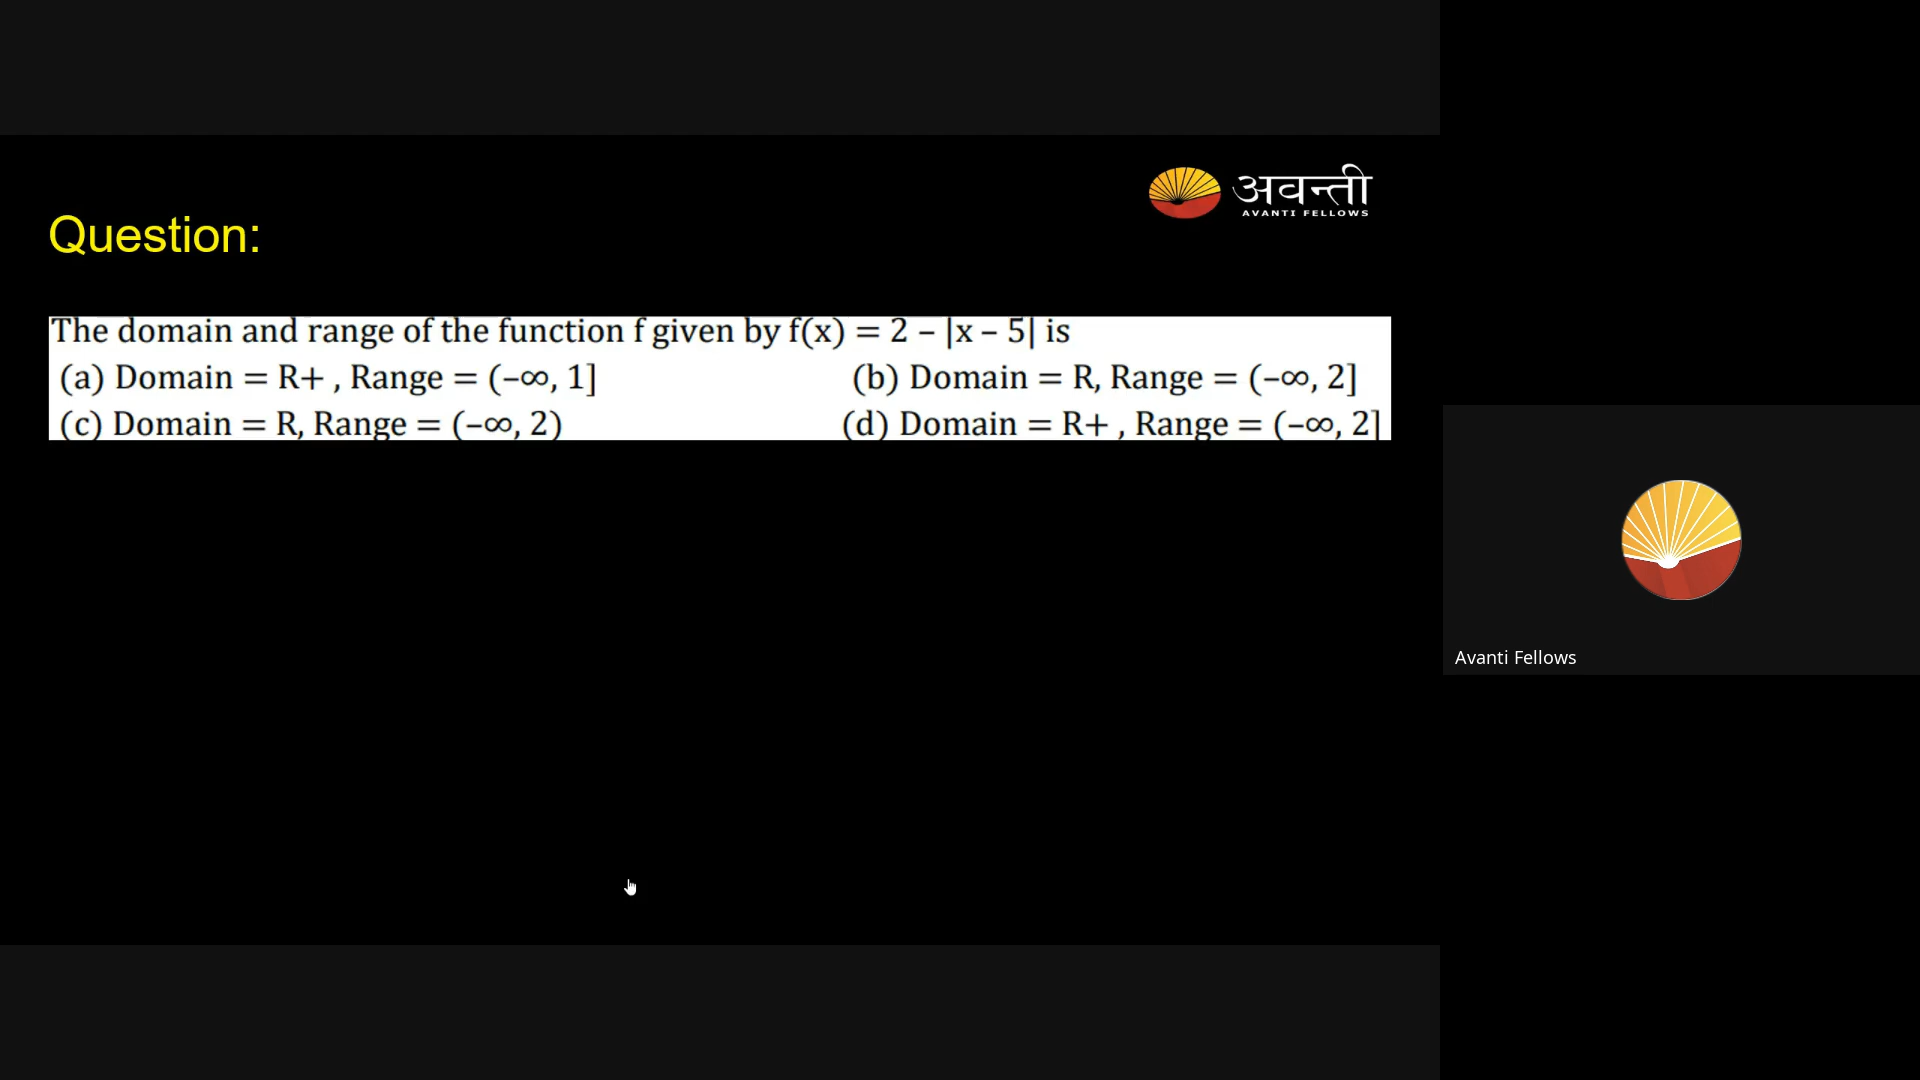 अवन्ती
AVANTI FELLOWS
Question:
The domain and range of the function f given by f(x) = 2 – |x – 5| is
(a) Domain = R+ , Range = (–∞, 1] (b) Domain = R, Range = (–∞, 2]
(c) Domain = R, Range = (–∞, 2) (d) Domain = R+ , Range = (–∞, 2]
Avanti Fellows